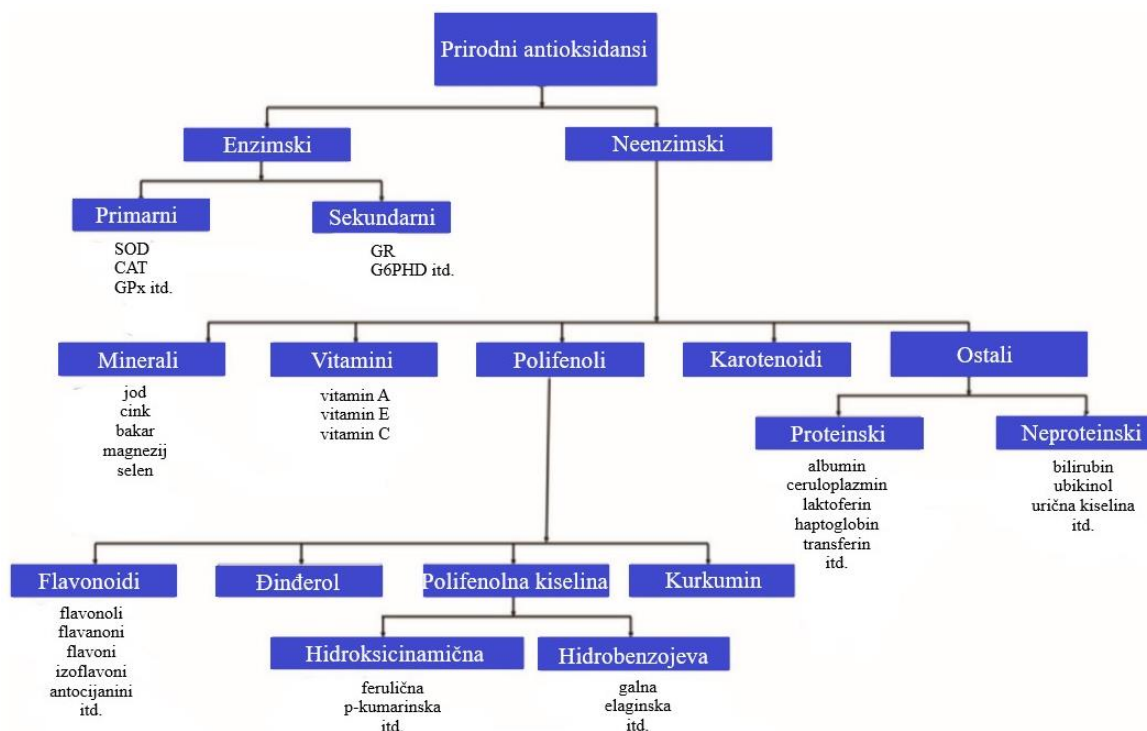 Prirodni antioksidansi
Enzimski
Neenzimski
Primarni
SOD
CAT
GPx itd.
Sekundarni
GR
G6PHD itd.
Minerali
jod
cink
bakar
magnezij
selen
Vitamini
vitamin A
vitamin E
vitamin C
Polifenoli
Karotenoidi
Ostali
Proteinski
albumin
ceruloplazmin
laktoferin
haptoglobin
transferin
itd.
Neproteinski
bilirubin
ubikinol
urična kiselina
itd.
Flavonoidi
flavonoli
flavanoni
flavoni
izoflavoni
antocijanini
itd.
Đinđerol
Polifenolna kiselina
Kurkumin
Hidroksicinamična
ferulična
p-kumarinska
itd.
Hidrobenzojeva
galna
elaginska
itd.